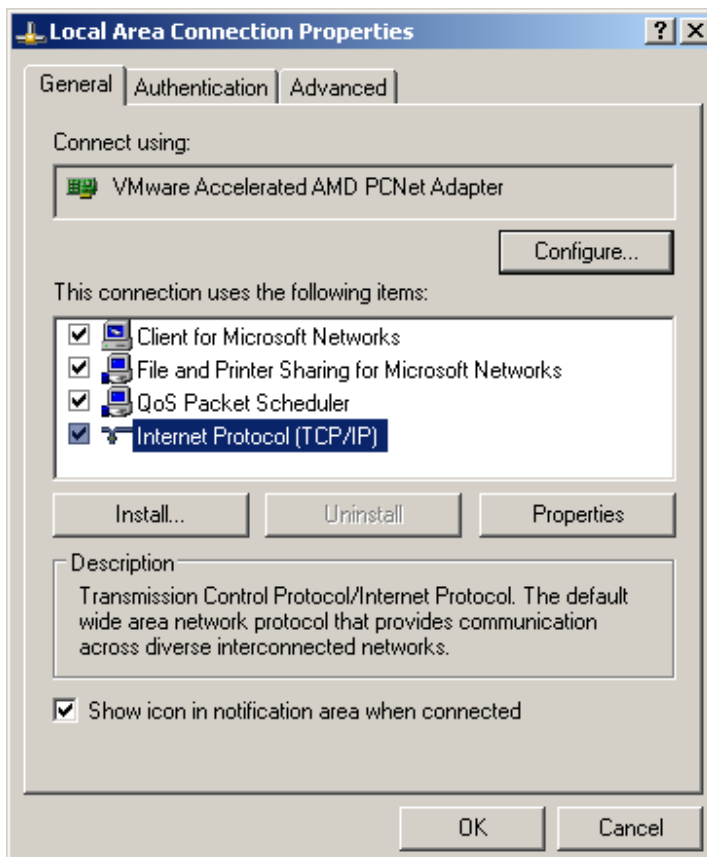 Local Area Connection Properties
General Authentication Advanced
Connect using:
VMware Accelerated AMD PCNet Adapter
Configure...
This connection uses the following items:
Client for Microsoft Networks
File and Printer Sharing for Microsoft Networks
QoS Packet Scheduler
Internet Protocol (TCP/IP)
Install... Uninstall Properties
Description
Transmission Control Protocol/Internet Protocol. The default
wide area network protocol that provides communication
across diverse interconnected networks.
Show icon in notification area when connected
OK Cancel